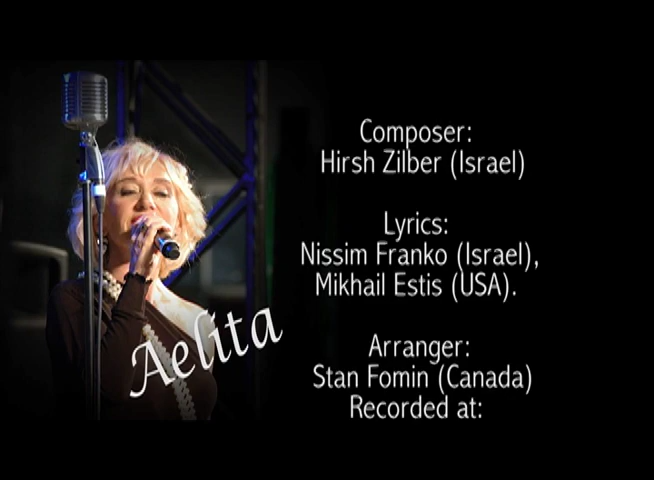 Composer:
Hirsh Zilber (Israel)
Lyrics:
Nissim Franko (Israel),
Mikhail Estis (USA).
Aelita
Arranger:
Stan Fomin (Canada)
Recorded at: